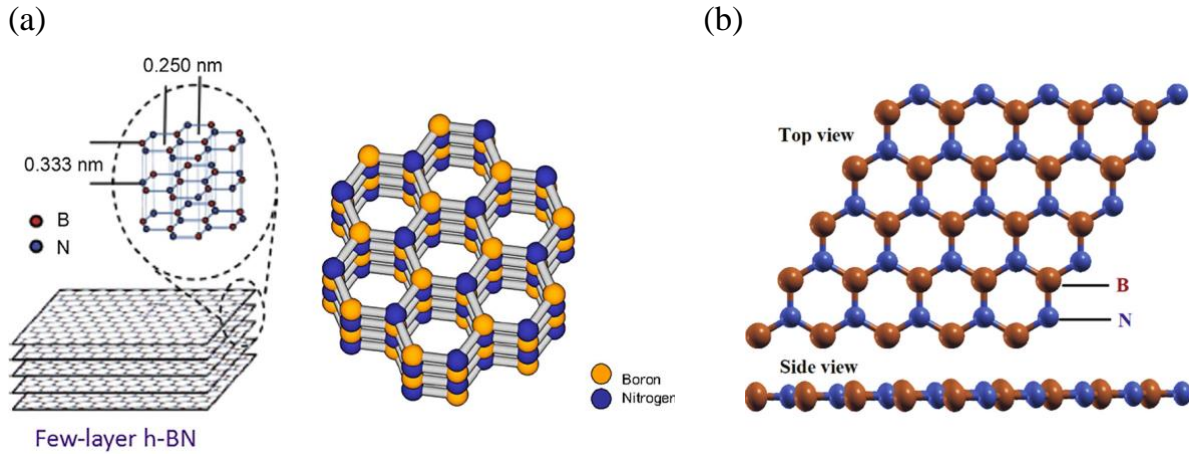 (a)
(b)
0.250 nm
0.333 nm
B
N
Few-layer h-BN
Boron
Nitrogen
Top view
B
N
Side view